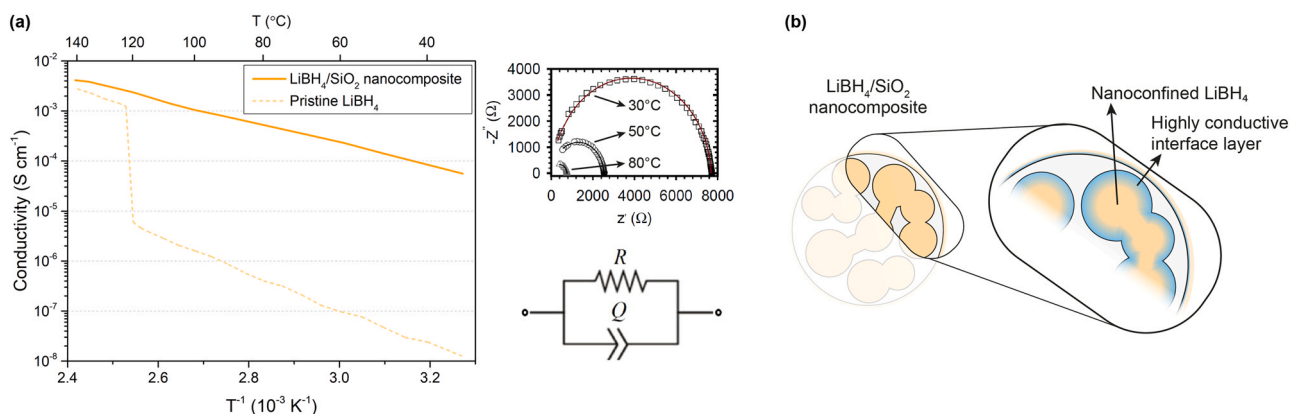 (a)
T (°C)
140 120 100 80 60 40
10⁻²
10⁻³
10⁻⁴
10⁻⁵
10⁻⁶
10⁻⁷
10⁻⁸
Conductivity (S cm⁻¹)
LiBH₄/SiO₂ nanocomposite
Pristine LiBH₄
2.4 2.6 2.8 3.0 3.2
T⁻¹ (10⁻³ K⁻¹)
4000
3000
2000
1000
0
-Z'' (Ω)
30°C
50°C
80°C
0 2000 4000 6000 8000
Z' (Ω)
R
Q
(b)
LiBH₄/SiO₂
nanocomposite
Nanoconfined LiBH₄
Highly conductive
interface layer